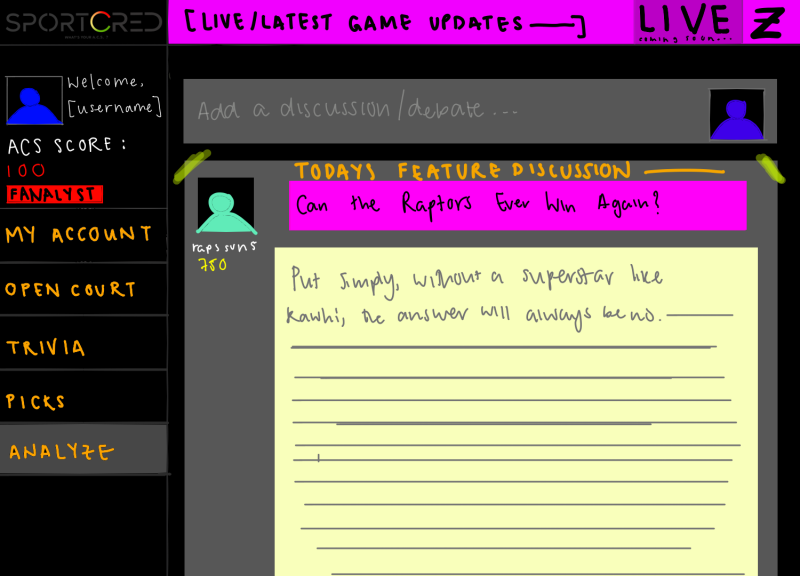 SPORTCRED
[LIVE/LATEST GAME UPDATES——]
LIVE
coming soon...
Z
Welcome,
[username]
ACS SCORE:
100
FANALYST
MY ACCOUNT
OPEN COURT
TRIVIA
PICKS
ANALYZE
Add a discussion/debate...
TODAYS FEATURE DISCUSSION
Can the Raptors Ever Win Again?
750
Put simply, without a superstar like
Kawhi, the answer will always be no.